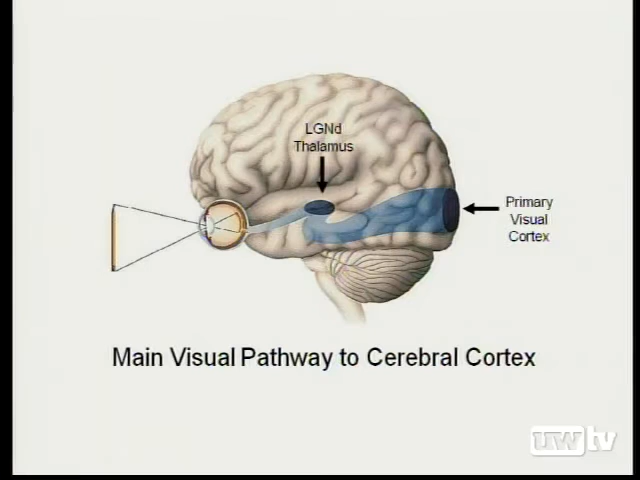 LGNd
Thalamus
Primary
Visual
Cortex
Main Visual Pathway to Cerebral Cortex
uwtv